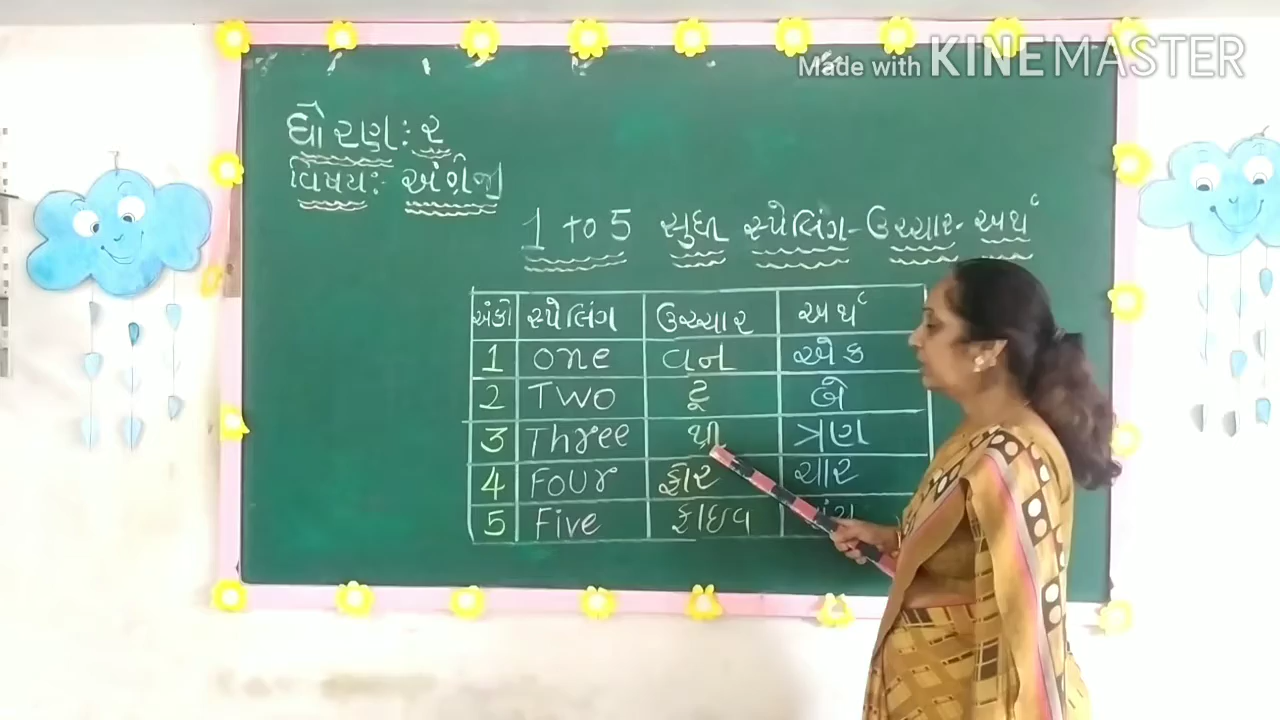 Made with KINEMASTER
ધોરણ : ૨
વિષય :- અંગ્રેજી
1 to 5 સુધી સ્પેલિંગ - ઉચ્ચાર - અર્થ
અંકો સ્પેલિંગ ઉચ્ચાર અર્થ
1 one વન એક
2 Two ટૂ બે
3 Three થ્રી ત્રણ
4 Four ફોર ચાર
5 Five ફાઇવ